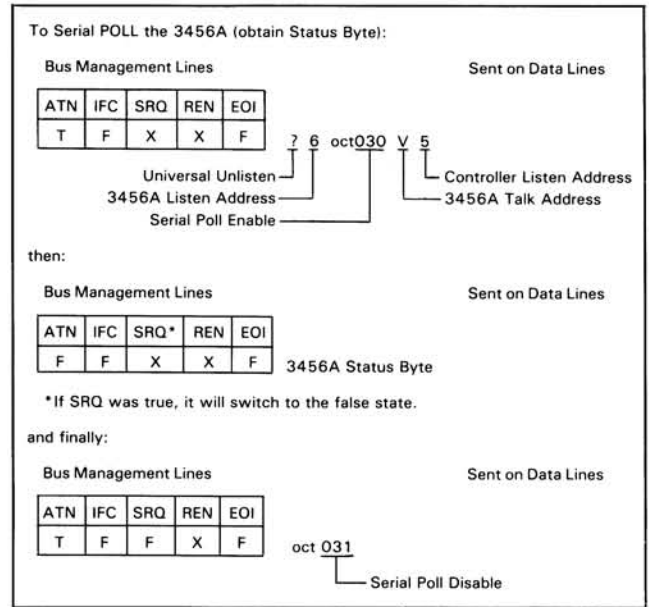 To Serial POLL the 3456A (obtain Status Byte):
Bus Management Lines Sent on Data Lines
ATN IFC SRQ REN EOI
T F X X F
? 6 oct030 V 5
Universal Unlisten Controller Listen Address
3456A Listen Address 3456A Talk Address
Serial Poll Enable
then:
Bus Management Lines Sent on Data Lines
ATN IFC SRQ* REN EOI
F F X X F 3456A Status Byte
*If SRQ was true, it will switch to the false state.
and finally:
Bus Management Lines Sent on Data Lines
ATN IFC SRQ REN EOI
T F F X F oct 031
Serial Poll Disable